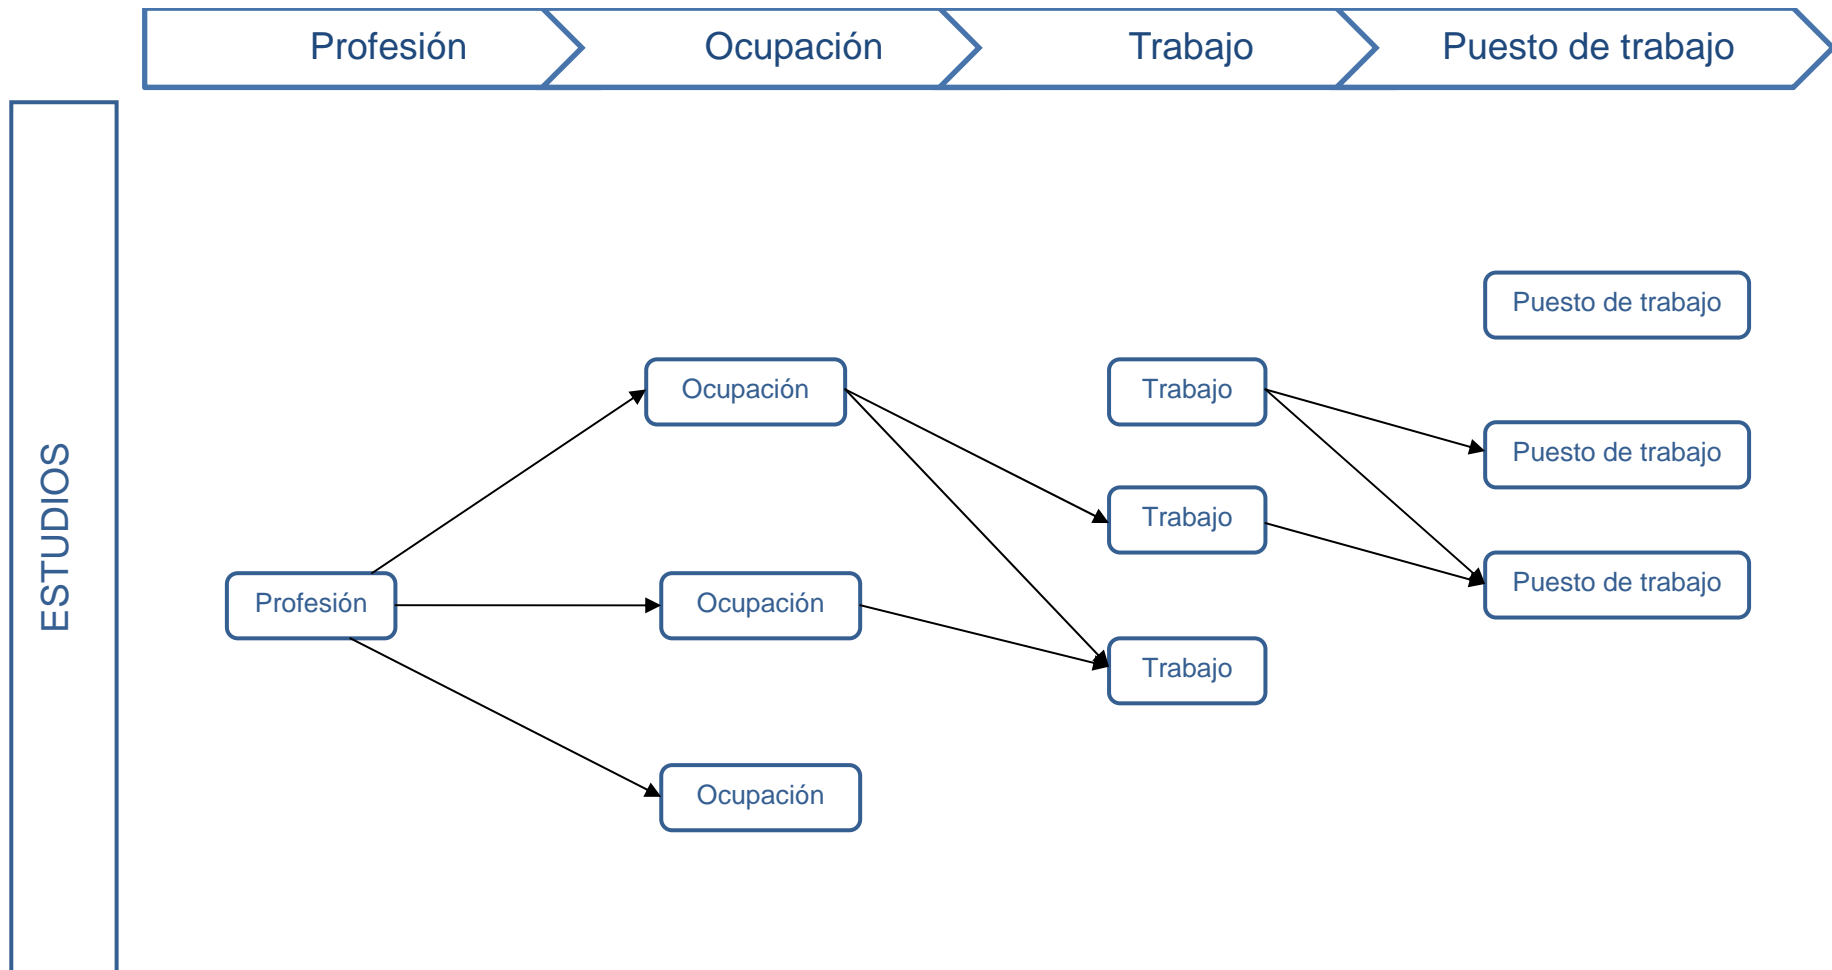 Profesión
Ocupación
Trabajo
Puesto de trabajo
ESTUDIOS
Puesto de trabajo
Ocupación
Trabajo
Puesto de trabajo
Trabajo
Puesto de trabajo
Profesión
Ocupación
Trabajo
Ocupación